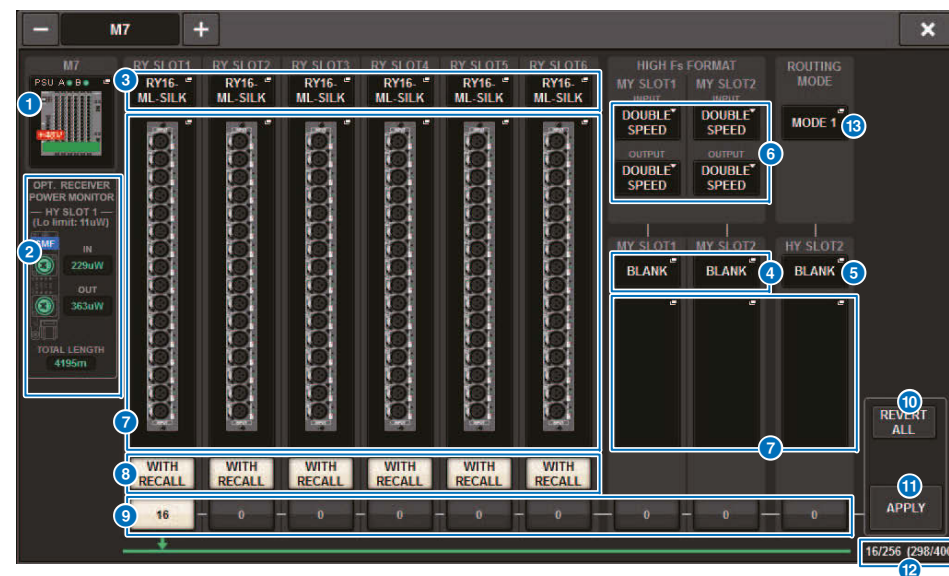 M7
M7
RY SLOT1 RY SLOT2 RY SLOT3 RY SLOT4 RY SLOT5 RY SLOT6
HIGH Fs FORMAT
ROUTING MODE
MY SLOT1 MY SLOT2
INPUT INPUT
PSU A B
1
+48V
3
RY16-ML-SILK RY16-ML-SILK RY16-ML-SILK RY16-ML-SILK RY16-ML-SILK RY16-ML-SILK
DOUBLE SPEED DOUBLE SPEED
6
OUTPUT OUTPUT
DOUBLE SPEED DOUBLE SPEED
MODE 1
13
OPT. RECEIVER
POWER MONITOR
HY SLOT 1
(Lo limit: 11uW)
2
SMF
IN
229uW
OUT
363uW
TOTAL LENGTH
4195m
MY SLOT1 MY SLOT2 HY SLOT2
BLANK BLANK 4 BLANK 5
7
7
10
REVERT ALL
8
WITH RECALL WITH RECALL WITH RECALL WITH RECALL WITH RECALL WITH RECALL
9
16 0 0 0 0 0 0 0 0
11
APPLY
16/256 (298/400
12